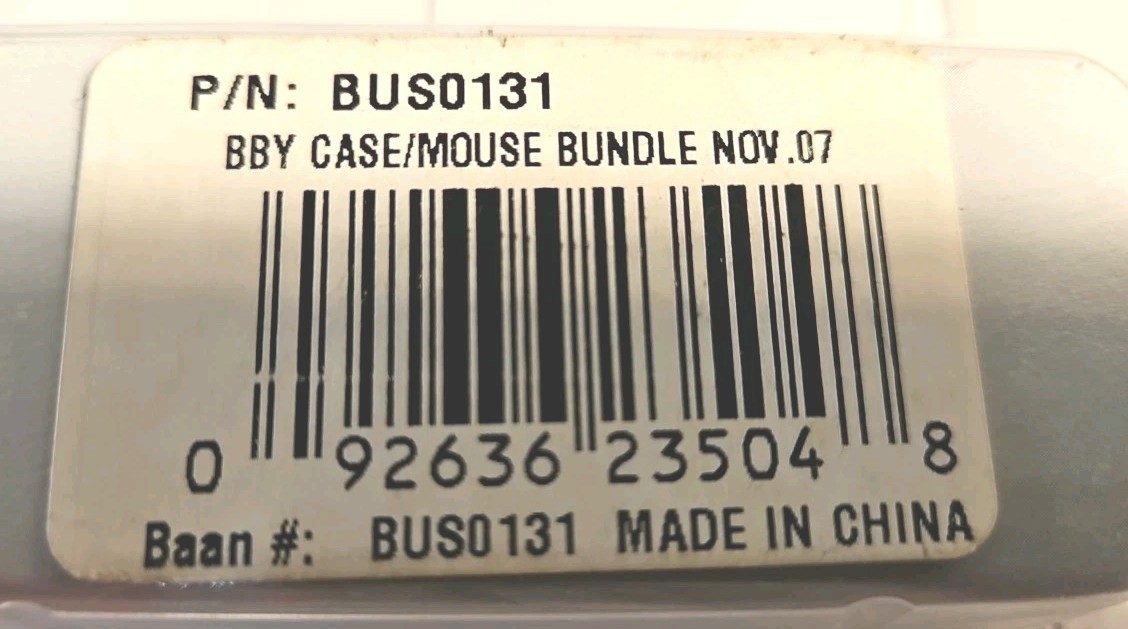 P/N: BUS0131
BBY CASE/MOUSE BUNDLE NOV.07
0 92636 23504 8
Baan #: BUS0131 MADE IN CHINA